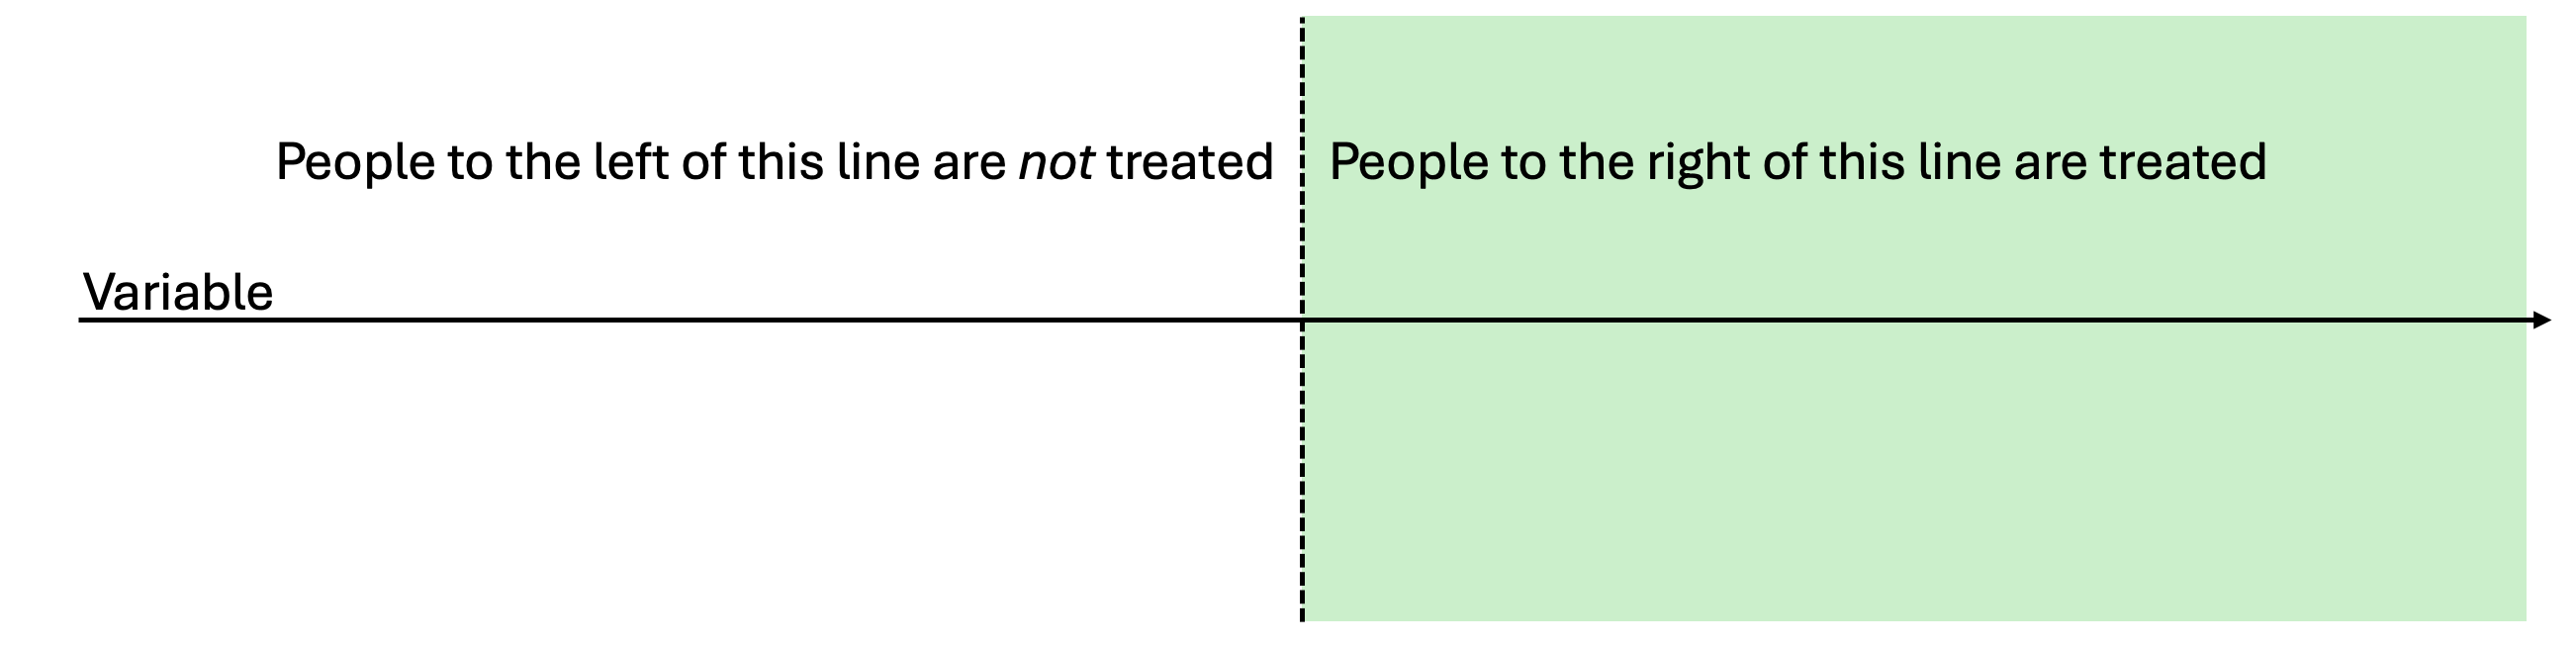 People to the left of this line are not treated
People to the right of this line are treated
Variable